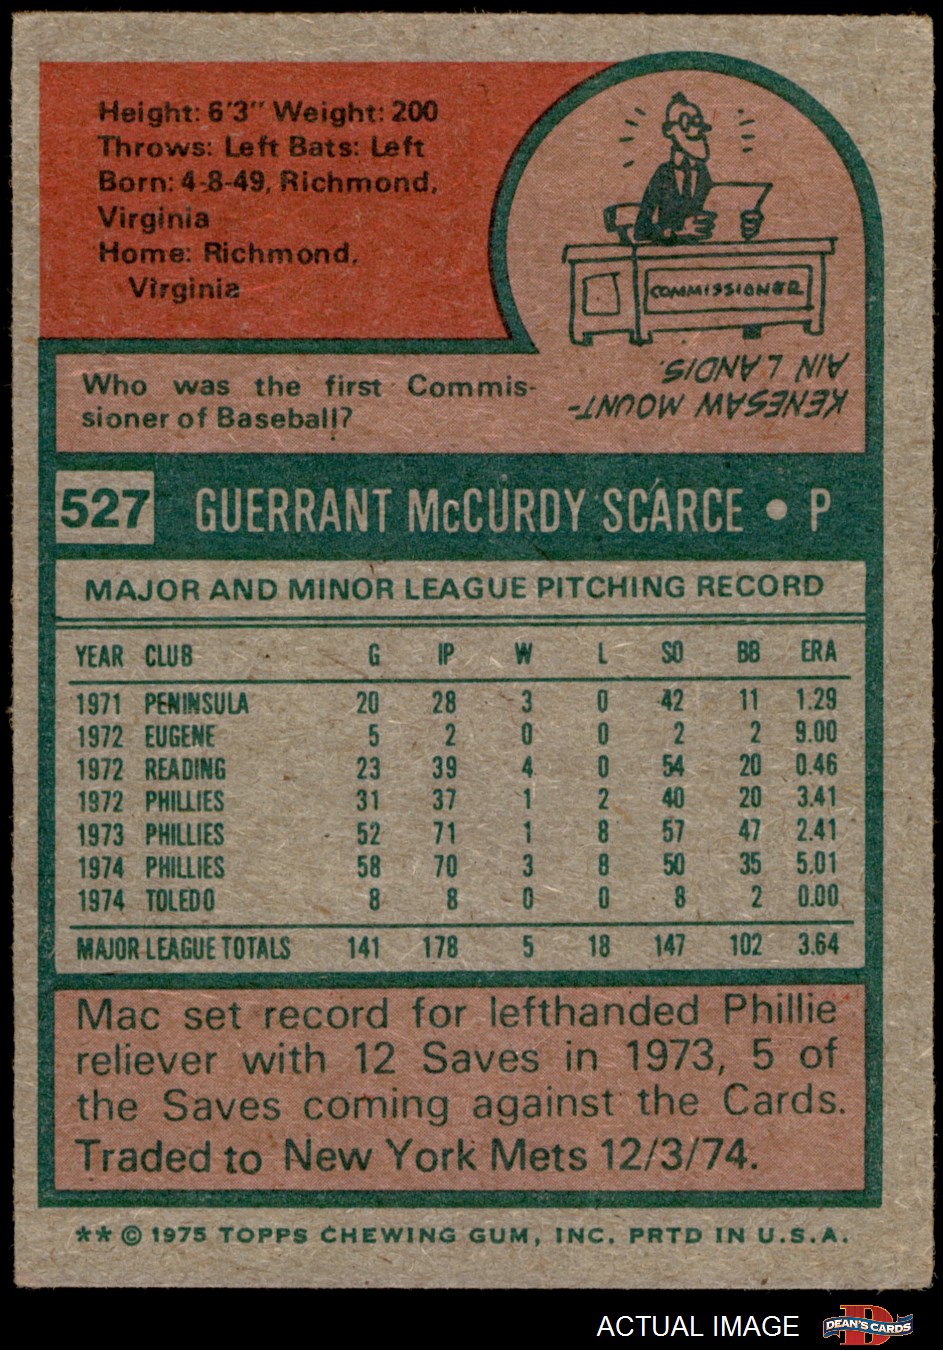 Height: 6'3" Weight: 200
Throws: Left Bats: Left
Born: 4-8-49, Richmond,
Virginia
Home: Richmond,
Virginia
COMMISSIONER
Who was the first Commis-
sioner of Baseball?
KENESAW MOUNT-
AIN LANDIS.
527 GUERRANT McCURDY SCARCE • P
MAJOR AND MINOR LEAGUE PITCHING RECORD
YEAR CLUB G IP W L SO BB ERA
1971 PENINSULA 20 28 3 0 42 11 1.29
1972 EUGENE 5 2 0 0 2 2 9.00
1972 READING 23 39 4 0 54 20 0.46
1972 PHILLIES 31 37 1 2 40 20 3.41
1973 PHILLIES 52 71 1 8 57 47 2.41
1974 PHILLIES 58 70 3 8 50 35 5.01
1974 TOLEDO 8 8 0 0 8 2 0.00
MAJOR LEAGUE TOTALS 141 178 5 18 147 102 3.64
Mac set record for lefthanded Phillie
reliever with 12 Saves in 1973, 5 of
the Saves coming against the Cards.
Traded to New York Mets 12/3/74.
** © 1975 TOPPS CHEWING GUM, INC. PRTD IN U.S.A.
ACTUAL IMAGE
DEAN'S CARDS